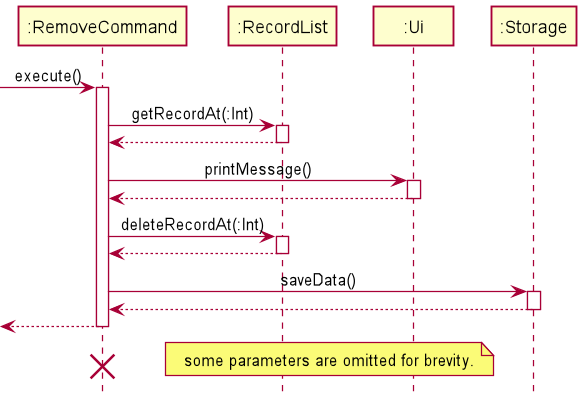 :RemoveCommand :RecordList :Ui :Storage
execute()
getRecordAt(:Int)
printMessage()
deleteRecordAt(:Int)
saveData()
some parameters are omitted for brevity.